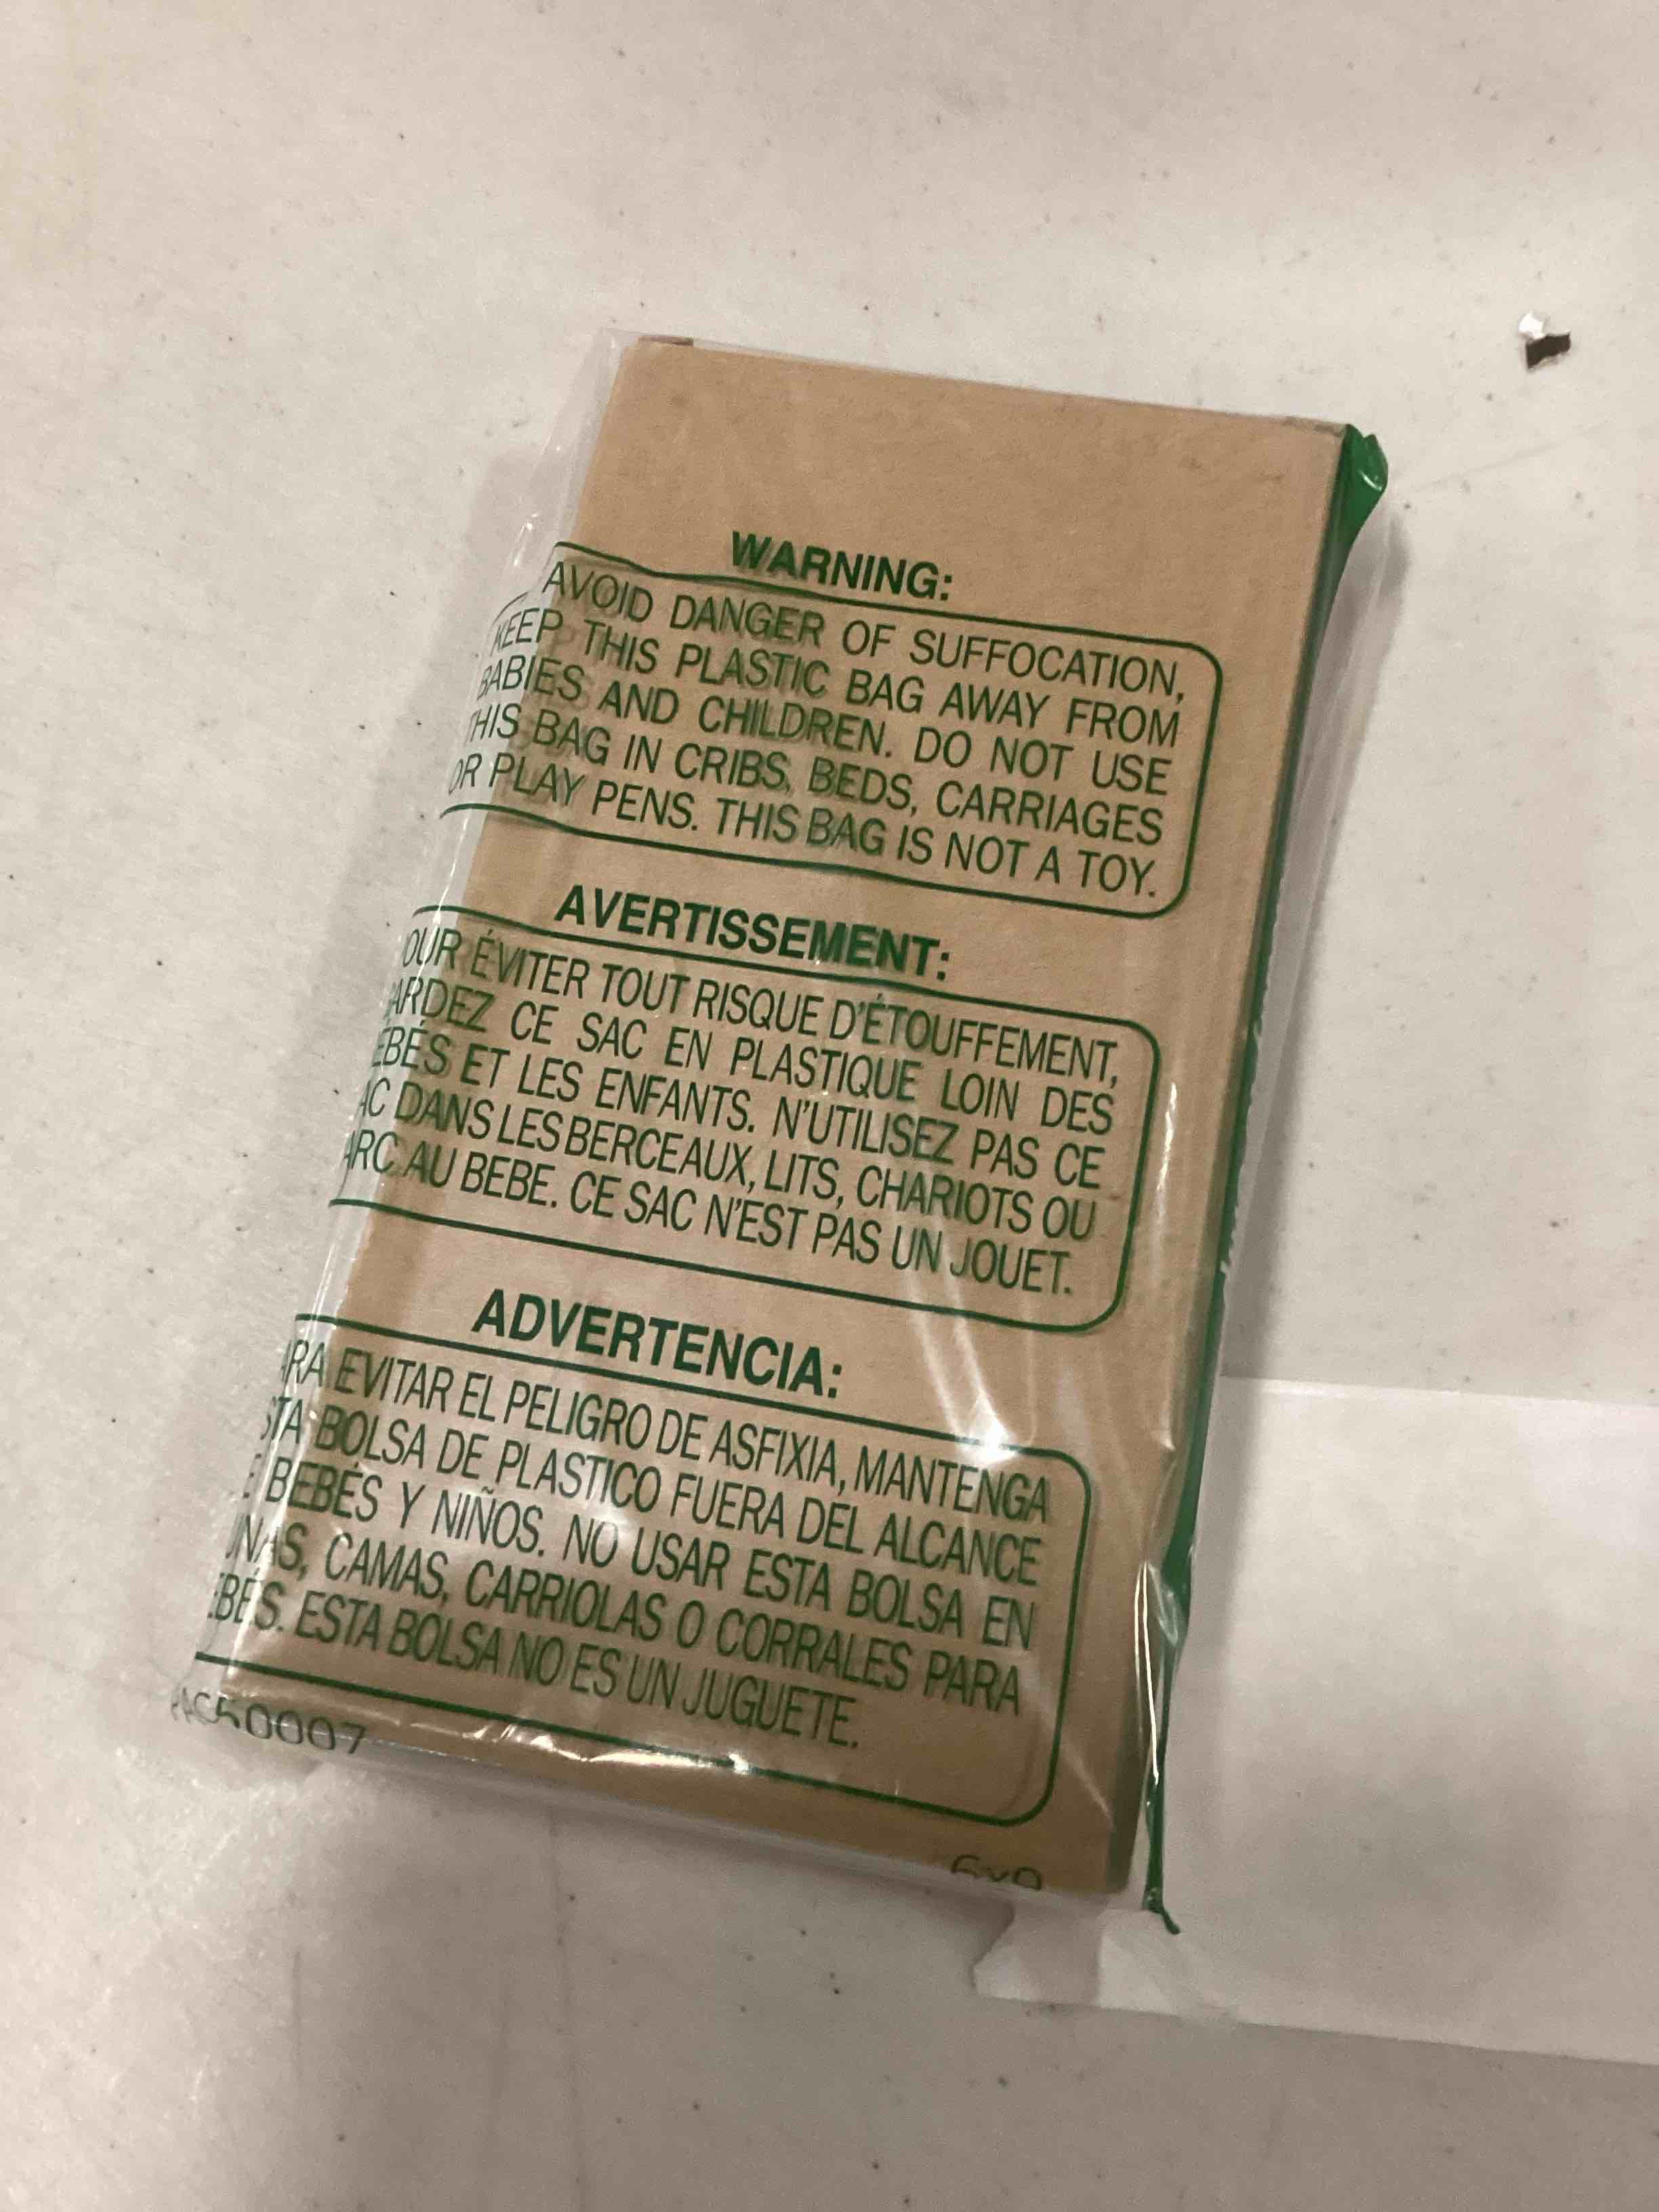 WARNING:
AVOID DANGER OF SUFFOCATION,
KEEP THIS PLASTIC BAG AWAY FROM
BABIES AND CHILDREN. DO NOT USE
THIS BAG IN CRIBS, BEDS, CARRIAGES
OR PLAY PENS. THIS BAG IS NOT A TOY.
AVERTISSEMENT:
OUR ÉVITER TOUT RISQUE D'ÉTOUFFEMENT,
ARDEZ CE SAC EN PLASTIQUE LOIN DES
EBÉS ET LES ENFANTS. N'UTILISEZ PAS CE
AC DANS LES BERCEAUX, LITS, CHARIOTS OU
ARC AU BEBE. CE SAC N'EST PAS UN JOUET.
ADVERTENCIA:
ARA EVITAR EL PELIGRO DE ASFIXIA, MANTENGA
STA BOLSA DE PLASTICO FUERA DEL ALCANCE
E BEBÉS Y NIÑOS. NO USAR ESTA BOLSA EN
UNAS, CAMAS, CARRIOLAS O CORRALES PARA
EBÉS. ESTA BOLSA NO ES UN JUGUETE.
PAC50007
6x9